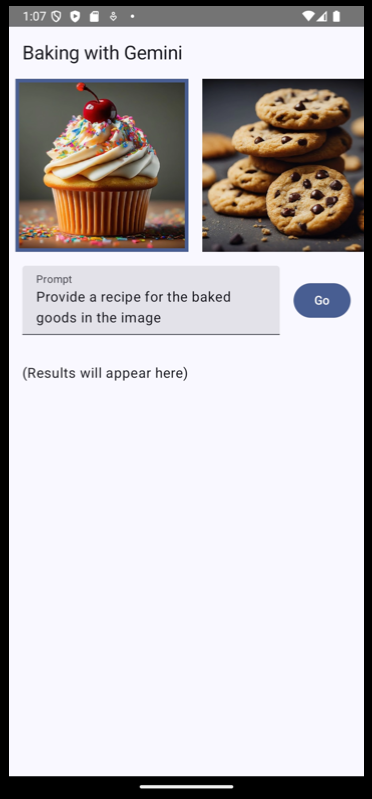 1:07
Baking with Gemini
Prompt
Provide a recipe for the baked
goods in the image
Go
(Results will appear here)